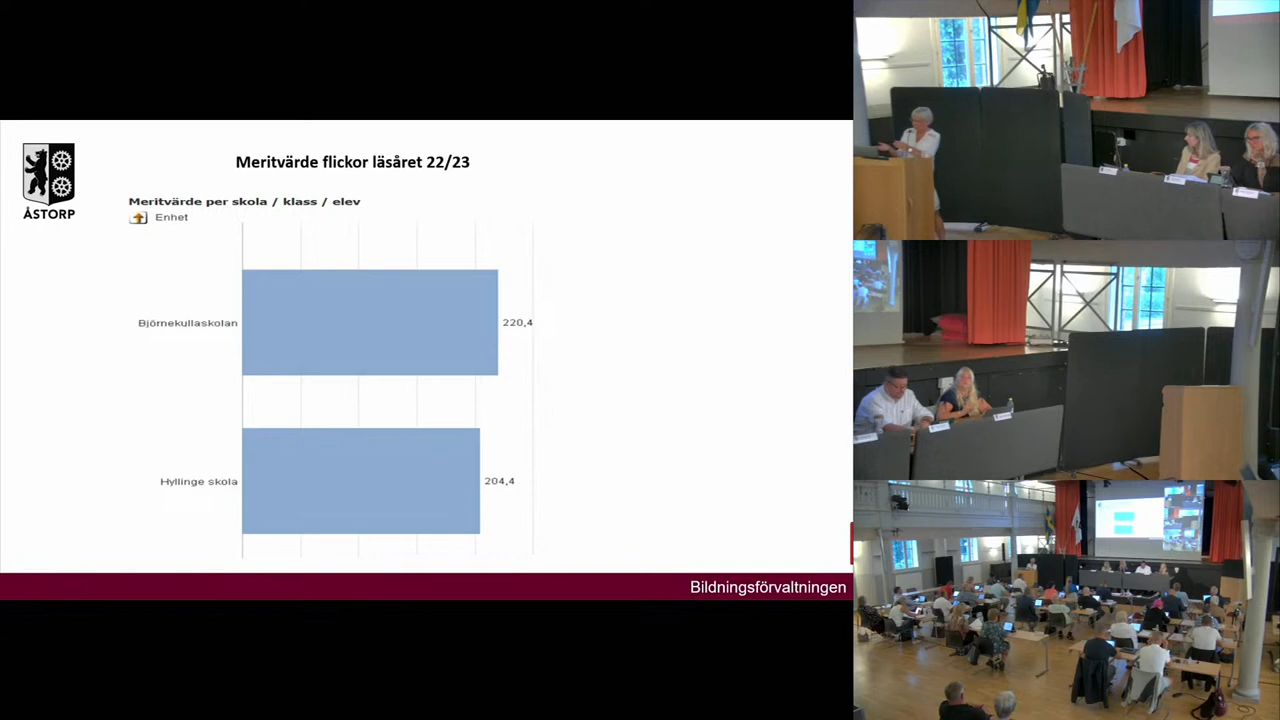 ÅSTORP
Meritvärde flickor läsåret 22/23
Meritvärde per skola / klass / elev
Enhet
Björnekullaskolan
220,4
Hyllinge skola
204,4
Bildningsförvaltningen